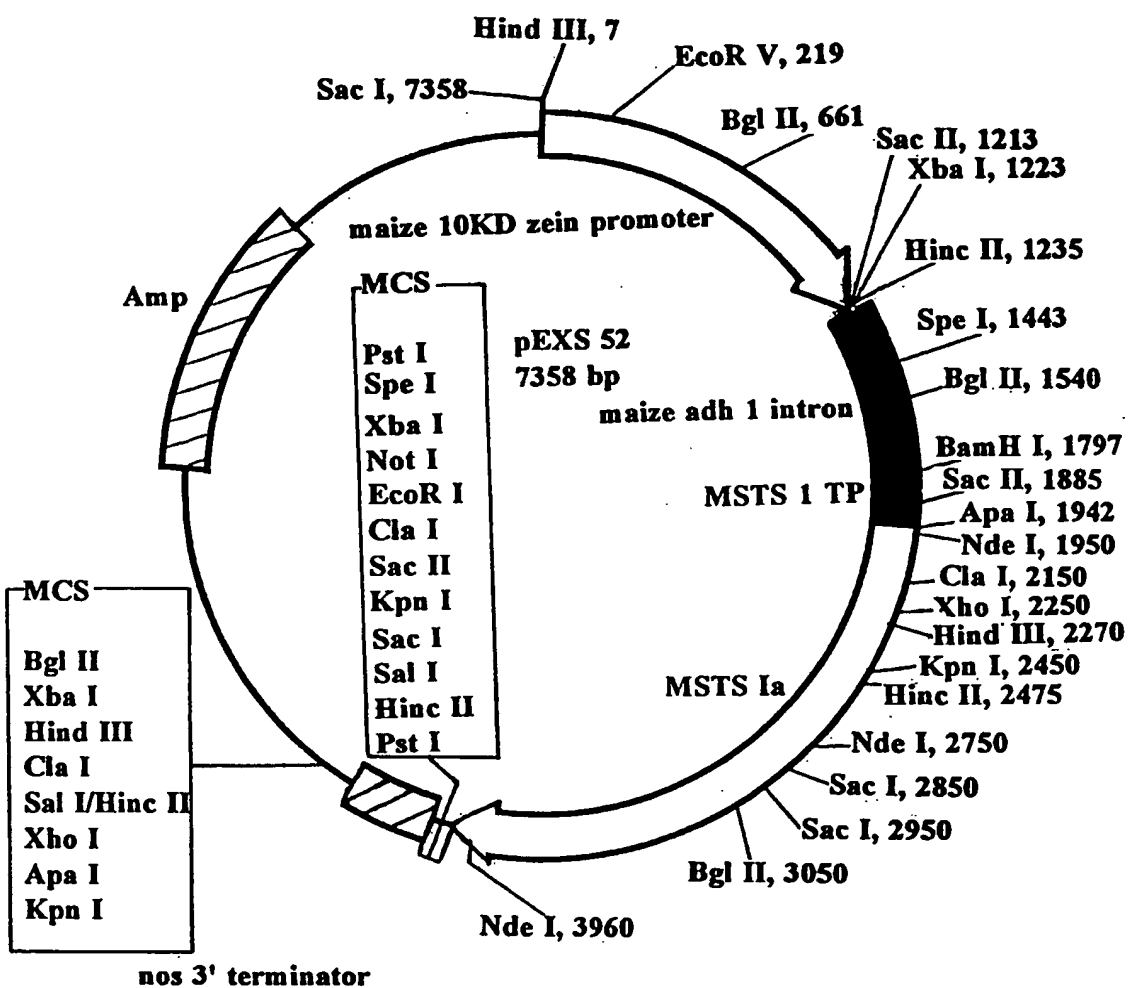 Hind III, 7
Sac I, 7358
EcoR V, 219
Bgl II, 661
Sac II, 1213
Xba I, 1223
Hinc II, 1235
Spe I, 1443
Bgl II, 1540
BamH I, 1797
Sac II, 1885
Apa I, 1942
Nde I, 1950
Cla I, 2150
Xho I, 2250
Hind III, 2270
Kpn I, 2450
Hinc II, 2475
Nde I, 2750
Sac I, 2850
Sac I, 2950
Bgl II, 3050
Nde I, 3960
maize 10KD zein promoter
Amp
pEXS 52
7358 bp
maize adh 1 intron
MSTS 1 TP
MSTS Ia
MCS
Pst I
Spe I
Xba I
Not I
EcoR I
Cla I
Sac II
Kpn I
Sac I
Sal I
Hinc II
Pst I
MCS
Bgl II
Xba I
Hind III
Cla I
Sal I/Hinc II
Xho I
Apa I
Kpn I
nos 3' terminator